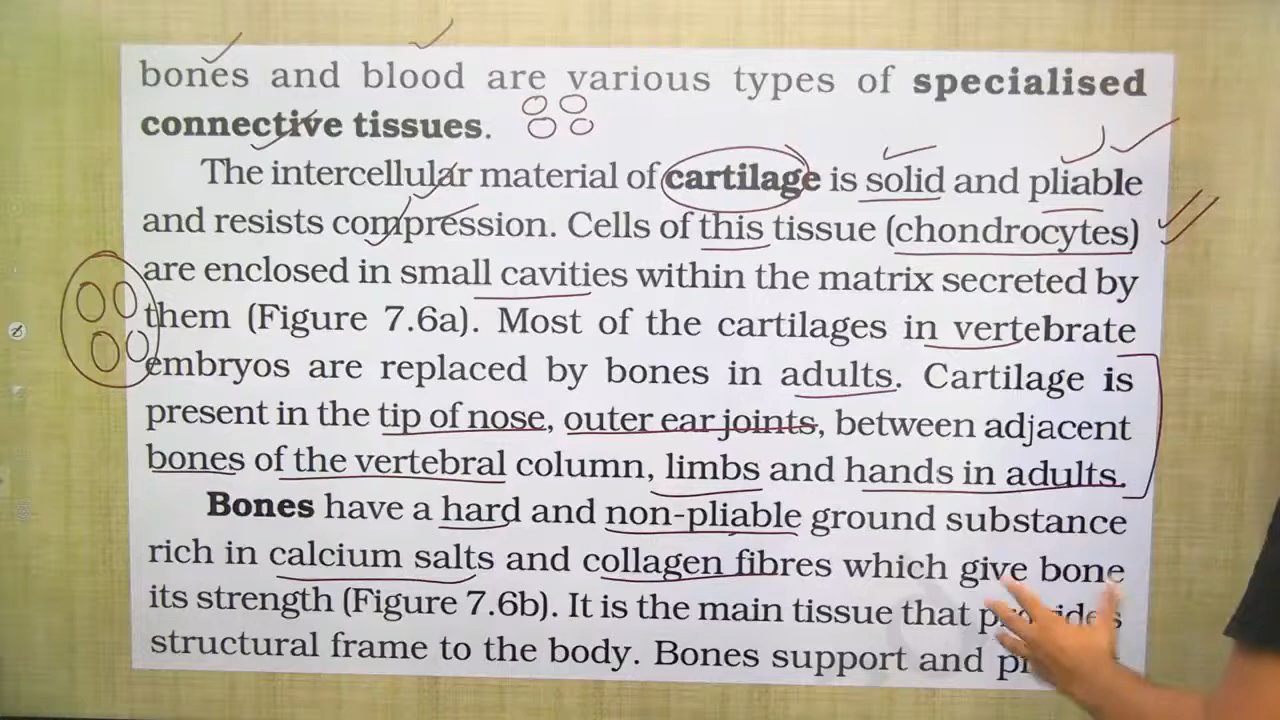 bones and blood are various types of specialised
connective tissues.
The intercellular material of cartilage is solid and pliable
and resists compression. Cells of this tissue (chondrocytes)
are enclosed in small cavities within the matrix secreted by
them (Figure 7.6a). Most of the cartilages in vertebrate
embryos are replaced by bones in adults. Cartilage is
present in the tip of nose, outer ear joints, between adjacent
bones of the vertebral column, limbs and hands in adults.
Bones have a hard and non-pliable ground substance
rich in calcium salts and collagen fibres which give bone
its strength (Figure 7.6b). It is the main tissue that
structural frame to the body. Bones support and